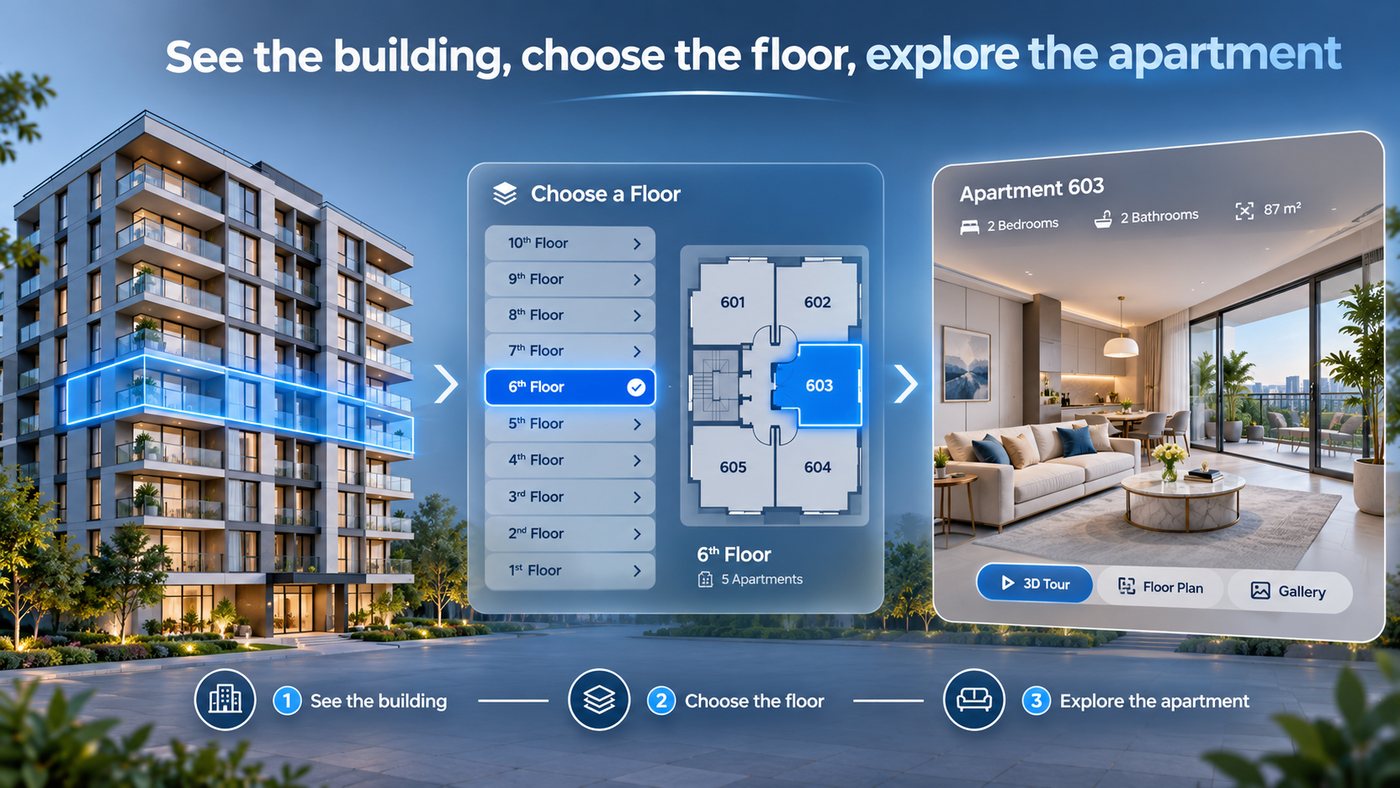 See the building, choose the floor, explore the apartment
Choose a Floor
10th Floor
9th Floor
8th Floor
7th Floor
6th Floor
5th Floor
4th Floor
3rd Floor
2nd Floor
1st Floor
601
602
603
605
604
6th Floor
5 Apartments
Apartment 603
2 Bedrooms
2 Bathrooms
87 m²
3D Tour
Floor Plan
Gallery
1 See the building
2 Choose the floor
3 Explore the apartment